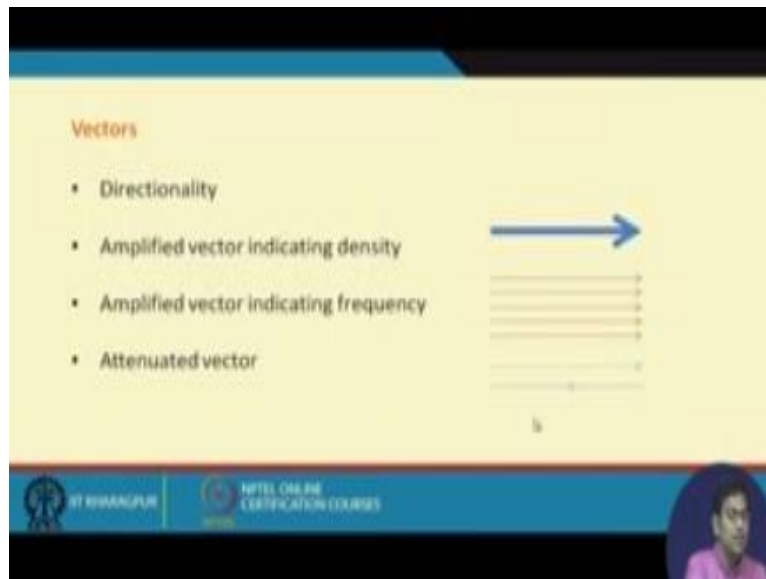 Vectors
Directionality
Amplified vector indicating density
Amplified vector indicating frequency
Attenuated vector
IIT KHARAGPUR
NPTEL ONLINE
CERTIFICATION COURSES